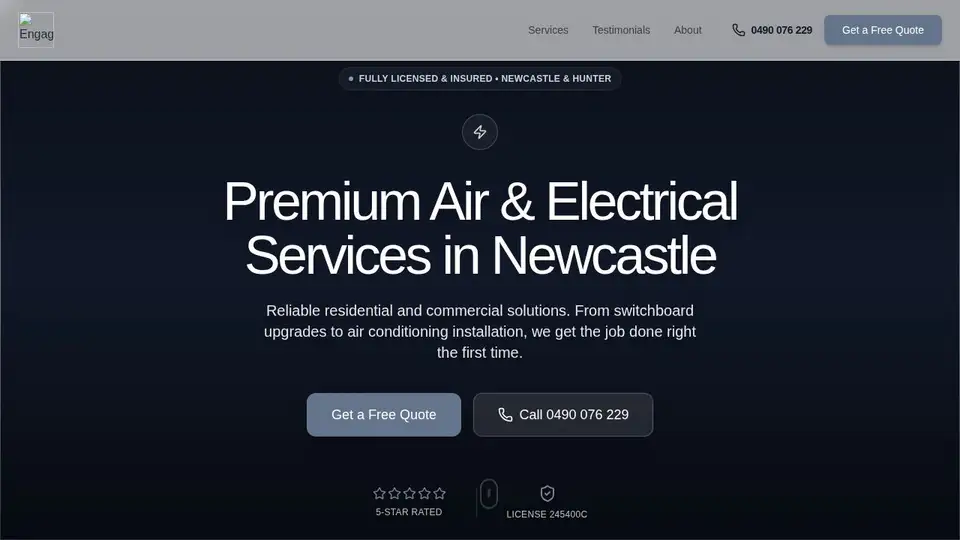 Engag
Services
Testimonials
About
0490 076 229
Get a Free Quote
FULLY LICENSED & INSURED • NEWCASTLE & HUNTER
Premium Air & Electrical
Services in Newcastle
Reliable residential and commercial solutions. From switchboard
upgrades to air conditioning installation, we get the job done right
the first time.
Get a Free Quote
Call 0490 076 229
5-STAR RATED
LICENSE 245400C